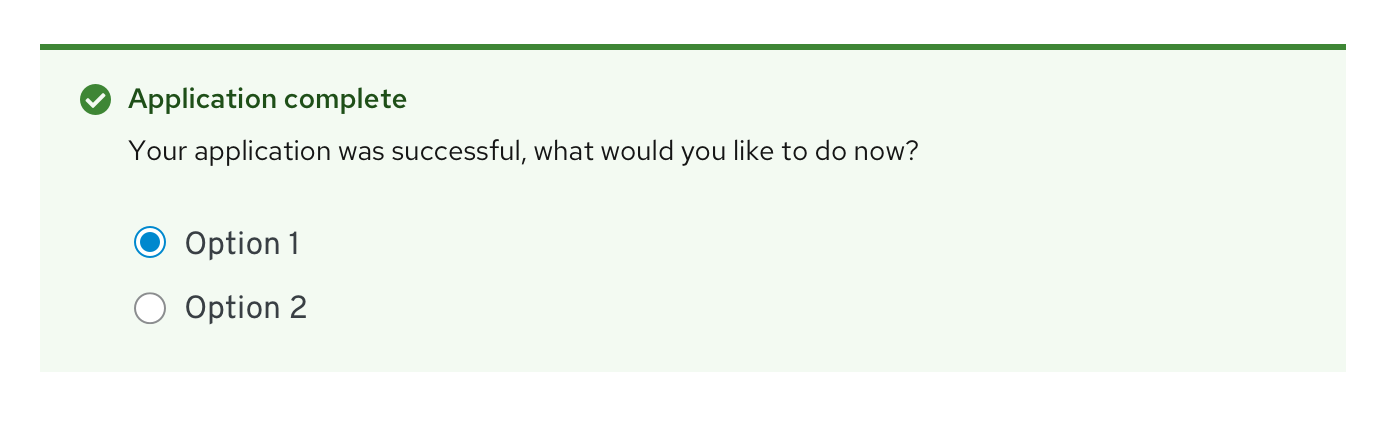 Application complete
Your application was successful, what would you like to do now?
Option 1
Option 2